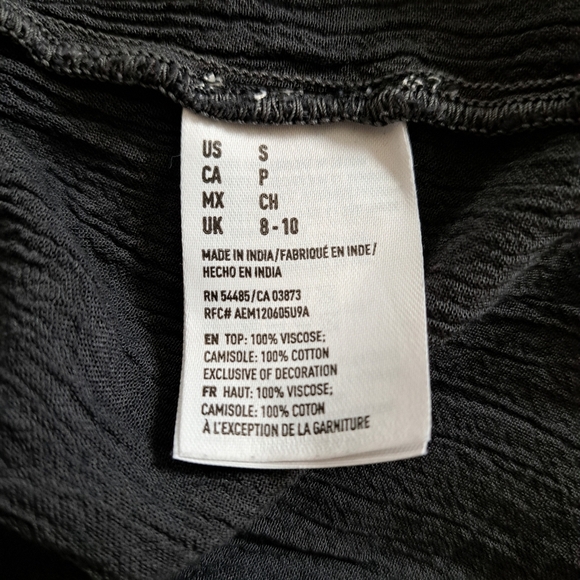 US S
CA P
MX CH
UK 8 - 10
MADE IN INDIA/FABRIQUÉ EN INDE/
HECHO EN INDIA
RN 54485/CA 03873
RFC# AEM120605U9A
EN TOP: 100% VISCOSE;
CAMISOLE: 100% COTTON
EXCLUSIVE OF DECORATION
FR HAUT: 100% VISCOSE;
CAMISOLE: 100% COTON
À L'EXCEPTION DE LA GARNITURE